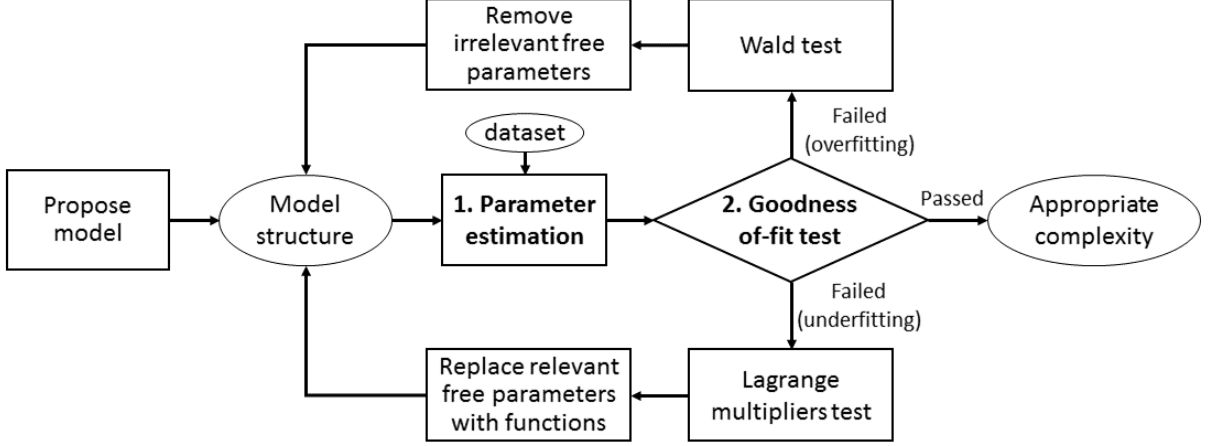 Remove
irrelevant free
parameters
Wald test
dataset
Failed
(overfitting)
Propose
model
Model
structure
1. Parameter
estimation
2. Goodness
of-fit test
Passed
Appropriate
complexity
Failed
(underfitting)
Replace relevant
free parameters
with functions
Lagrange
multipliers test